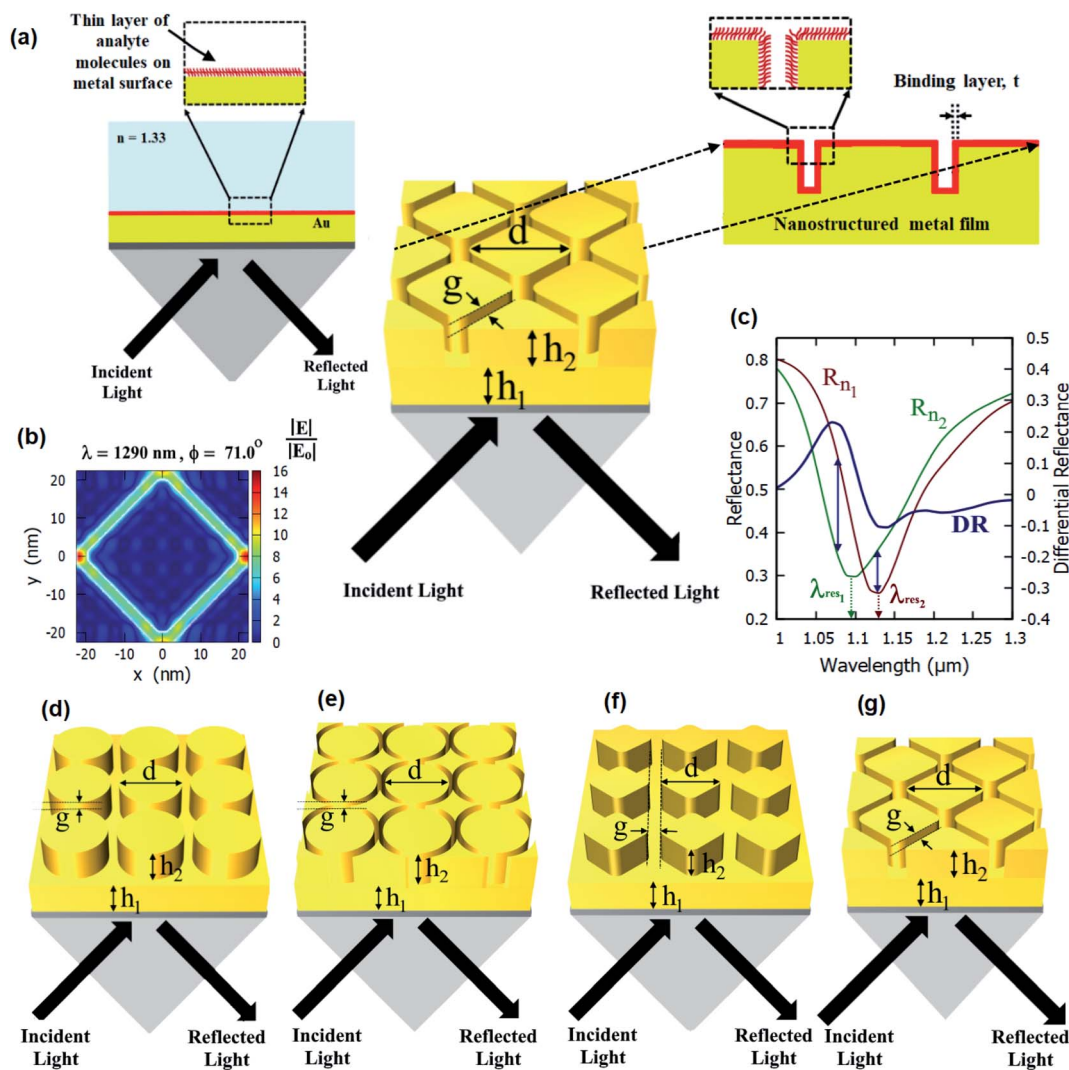 (a)
Thin layer of
analyte
molecules on
metal surface
n = 1.33
Au
Incident
Light
Reflected
Light
Binding layer, t
Nanostructured metal film
d
g
h2
h1
Incident Light
Reflected Light
(b)
λ = 1290 nm , ϕ = 71.0°
|E|
|E₀|
20
10
0
-10
-20
y (nm)
-20 -10 0 10 20
x (nm)
16
14
12
10
8
6
4
2
0
(c)
0.8
0.7
0.6
0.5
0.4
0.3
0.2
Reflectance
0.5
0.4
0.3
0.2
0.1
0
-0.1
-0.2
-0.3
-0.4
Differential Reflectance
Rn1
Rn2
DR
λres1
λres2
1 1.05 1.1 1.15 1.2 1.25 1.3
Wavelength (μm)
(d)
d
g
h2
h1
Incident
Light
Reflected
Light
(e)
d
g
h2
h1
Incident
Light
Reflected
Light
(f)
d
g
h2
h1
Incident
Light
Reflected
Light
(g)
d
g
h2
h1
Incident
Light
Reflected
Light